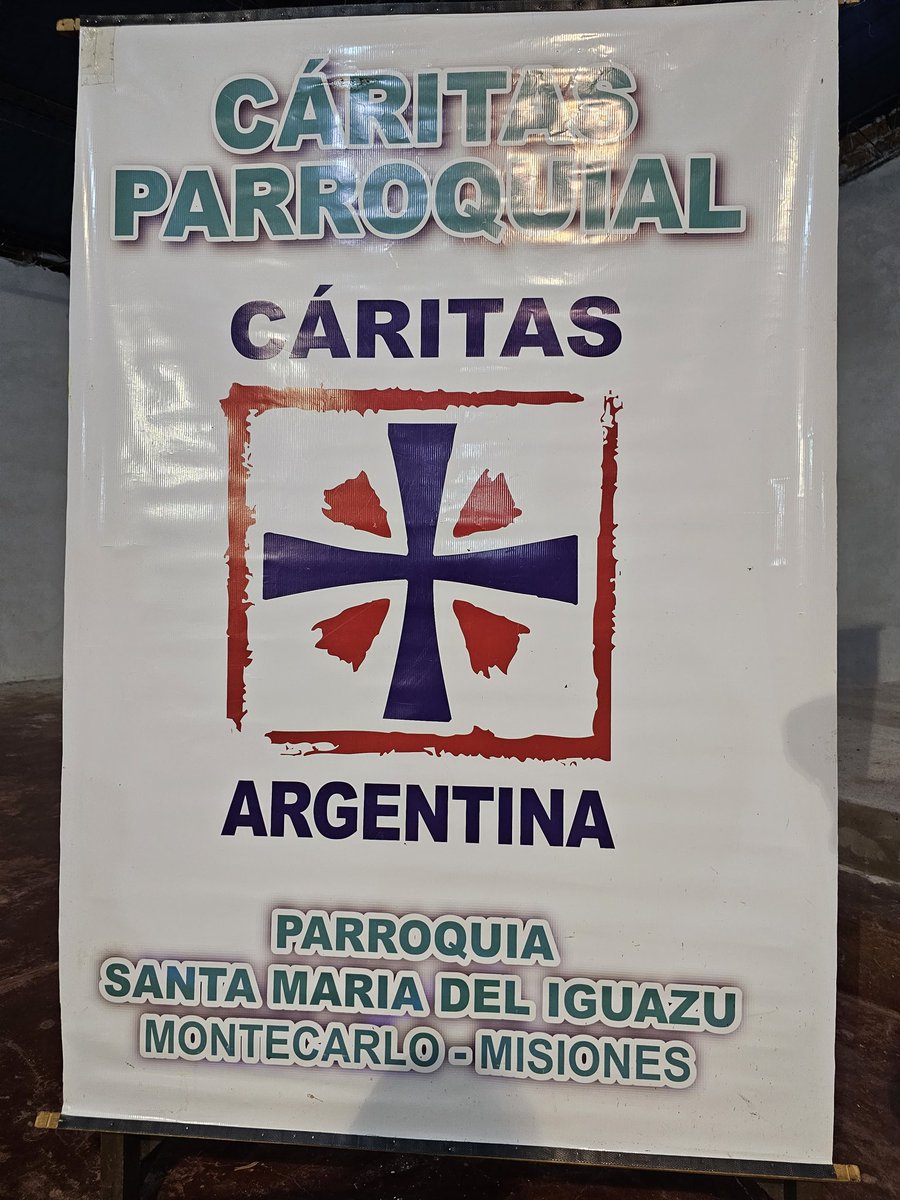 CÁRITAS
PARROQUIAL
CÁRITAS
ARGENTINA
PARROQUIA
SANTA MARIA DEL IGUAZU
MONTECARLO - MISIONES